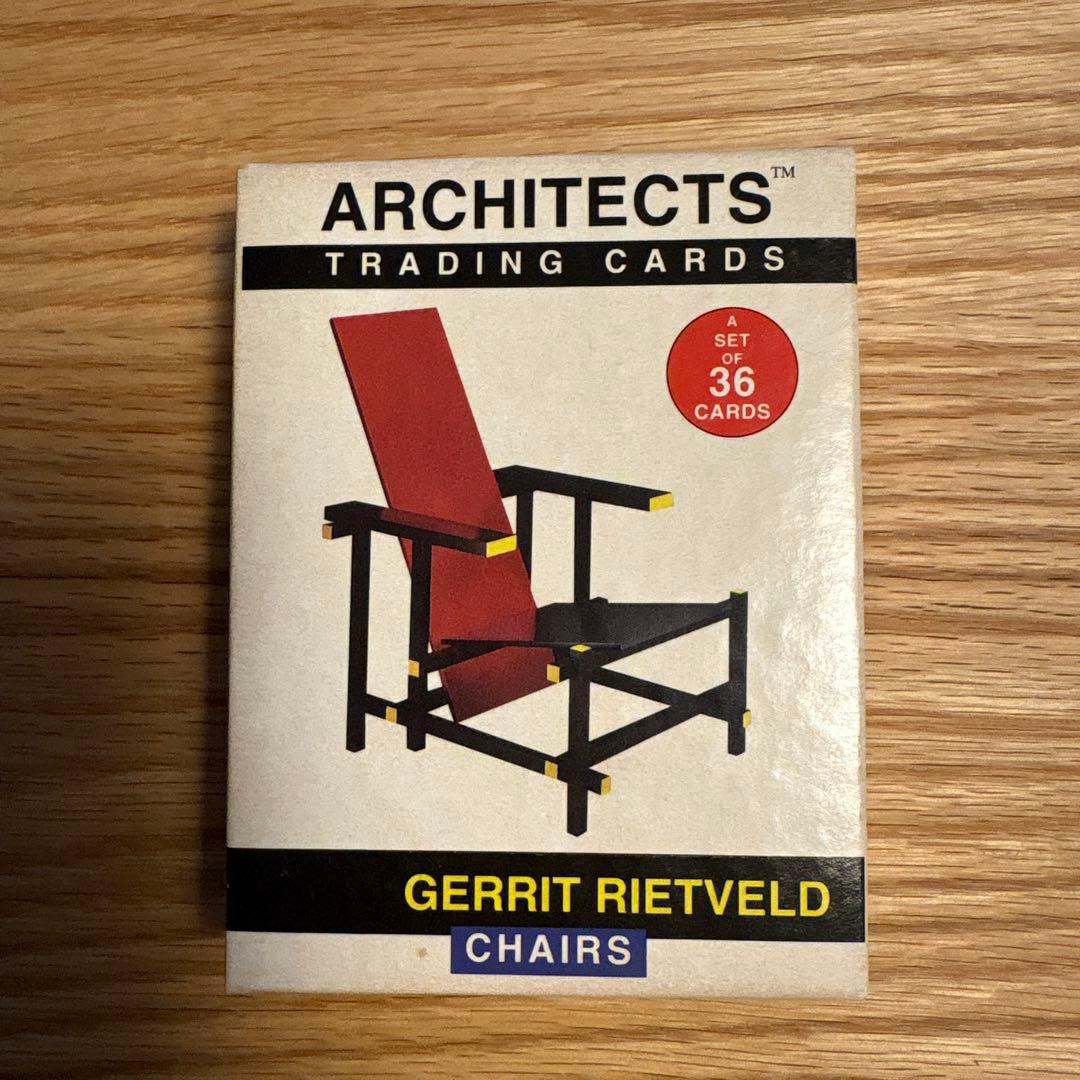 ARCHITECTS™
TRADING CARDS
A
SET
OF
36
CARDS
GERRIT RIETVELD
CHAIRS